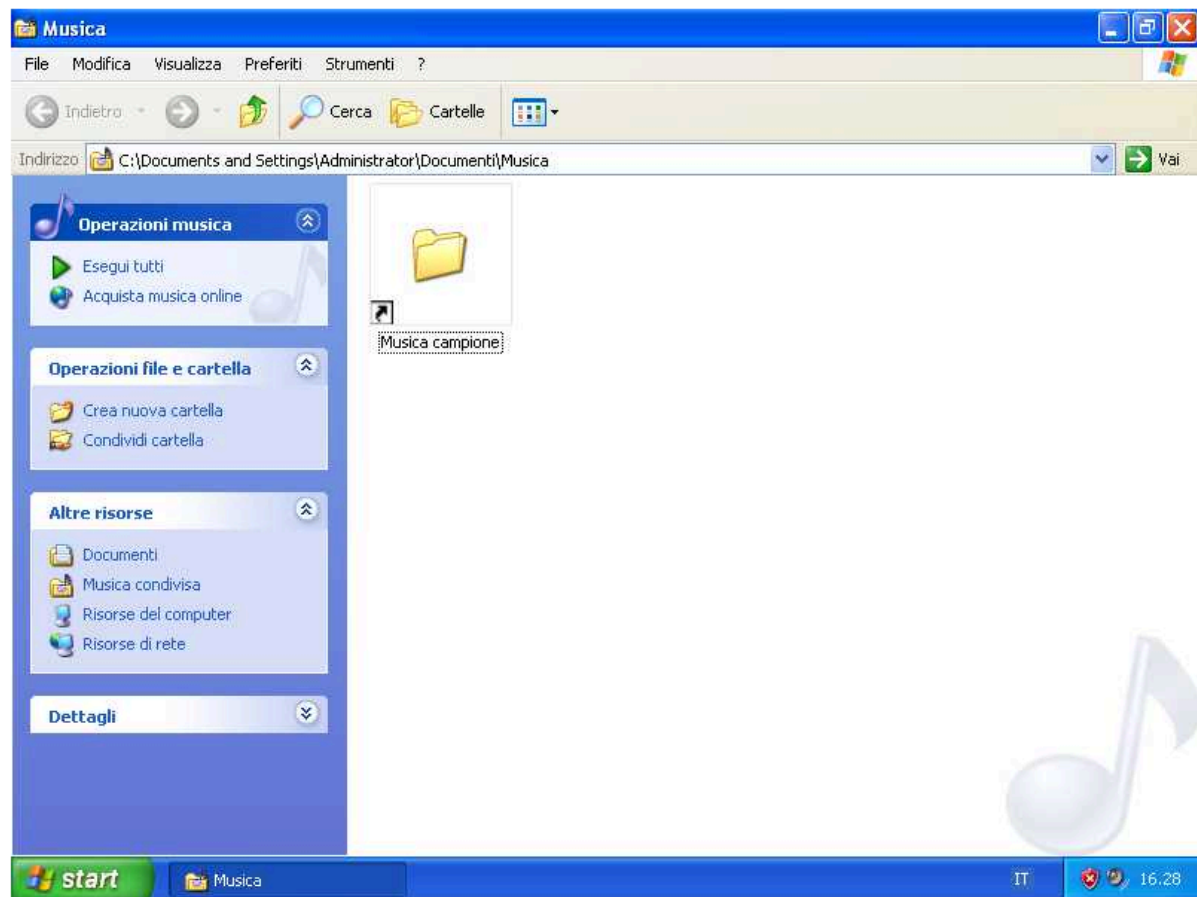 Musica
File Modifica Visualizza Preferiti Strumenti ?
Indietro Cerca Cartelle
Indirizzo C:\Documents and Settings\Administrator\Documenti\Musica Vai
Operazioni musica
Esegui tutti
Acquista musica online
Operazioni file e cartella
Crea nuova cartella
Condividi cartella
Altre risorse
Documenti
Musica condivisa
Risorse del computer
Risorse di rete
Dettagli
Musica campione
start Musica IT 16.28